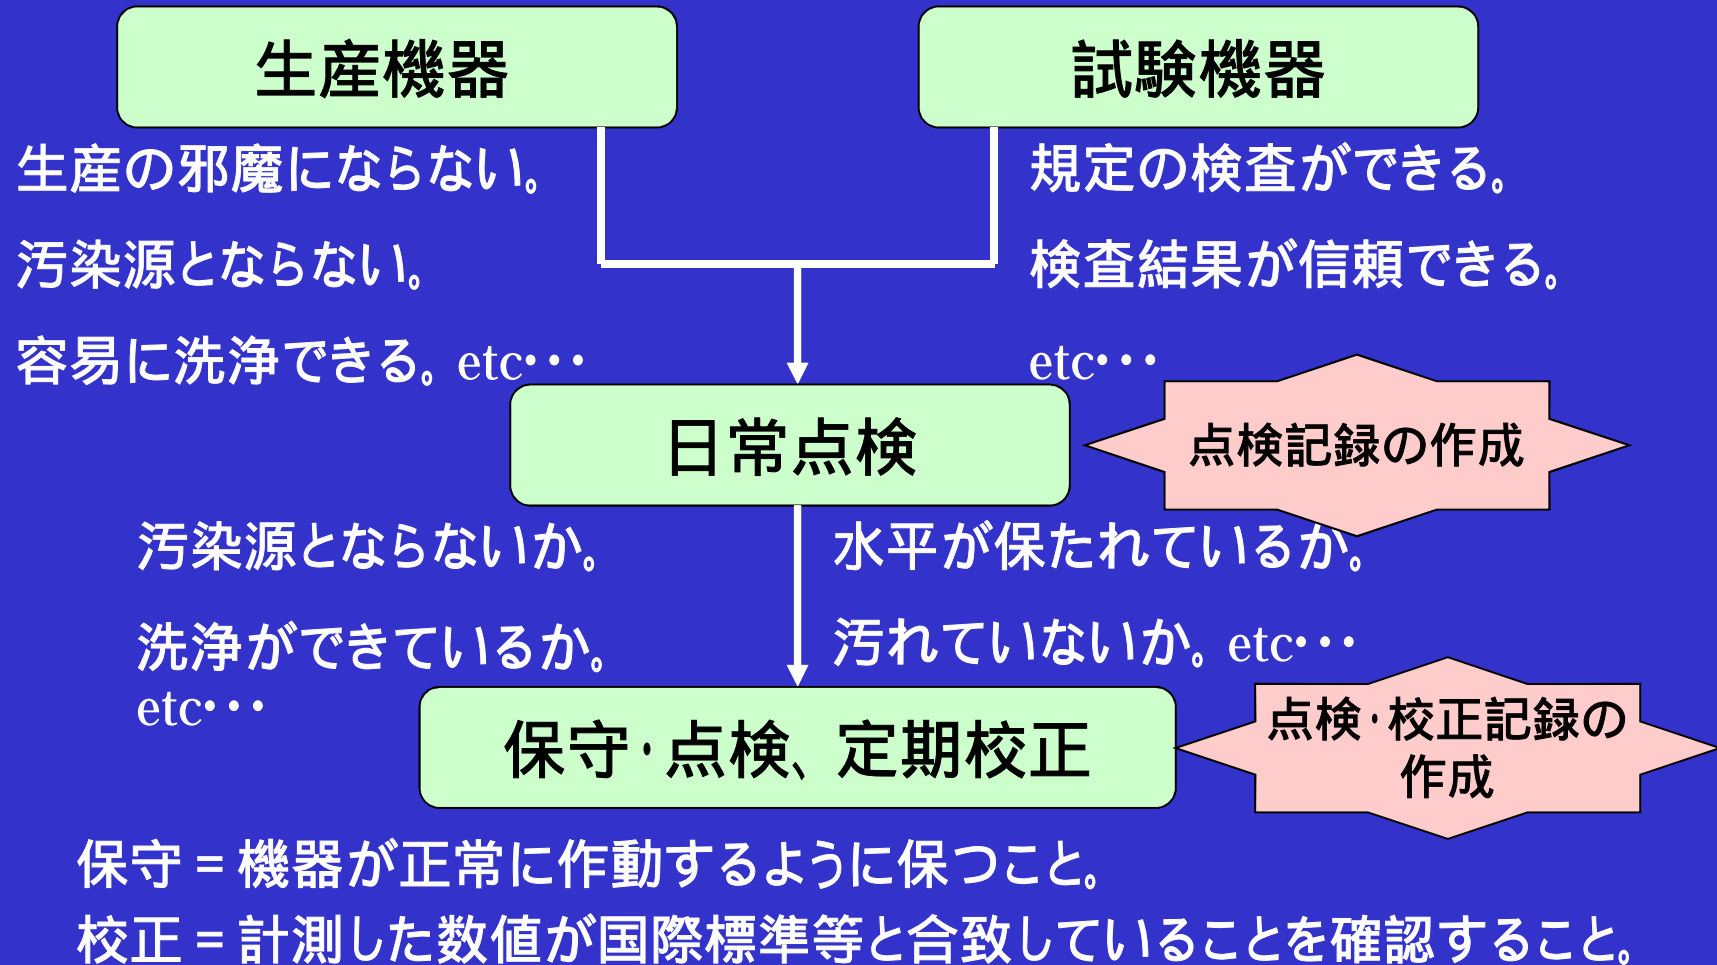 生産機器
試験機器
生産の邪魔にならない。
汚染源とならない。
容易に洗浄できる。etc・・・
規定の検査ができる。
検査結果が信頼できる。
etc・・・
日常点検
点検記録の作成
汚染源とならないか。
洗浄ができているか。
etc・・・
水平が保たれているか。
汚れていないか。etc・・・
保守・点検、定期校正
点検・校正記録の
作成
保守=機器が正常に作動するように保つこと。
校正=計測した数値が国際標準等と合致していることを確認すること。